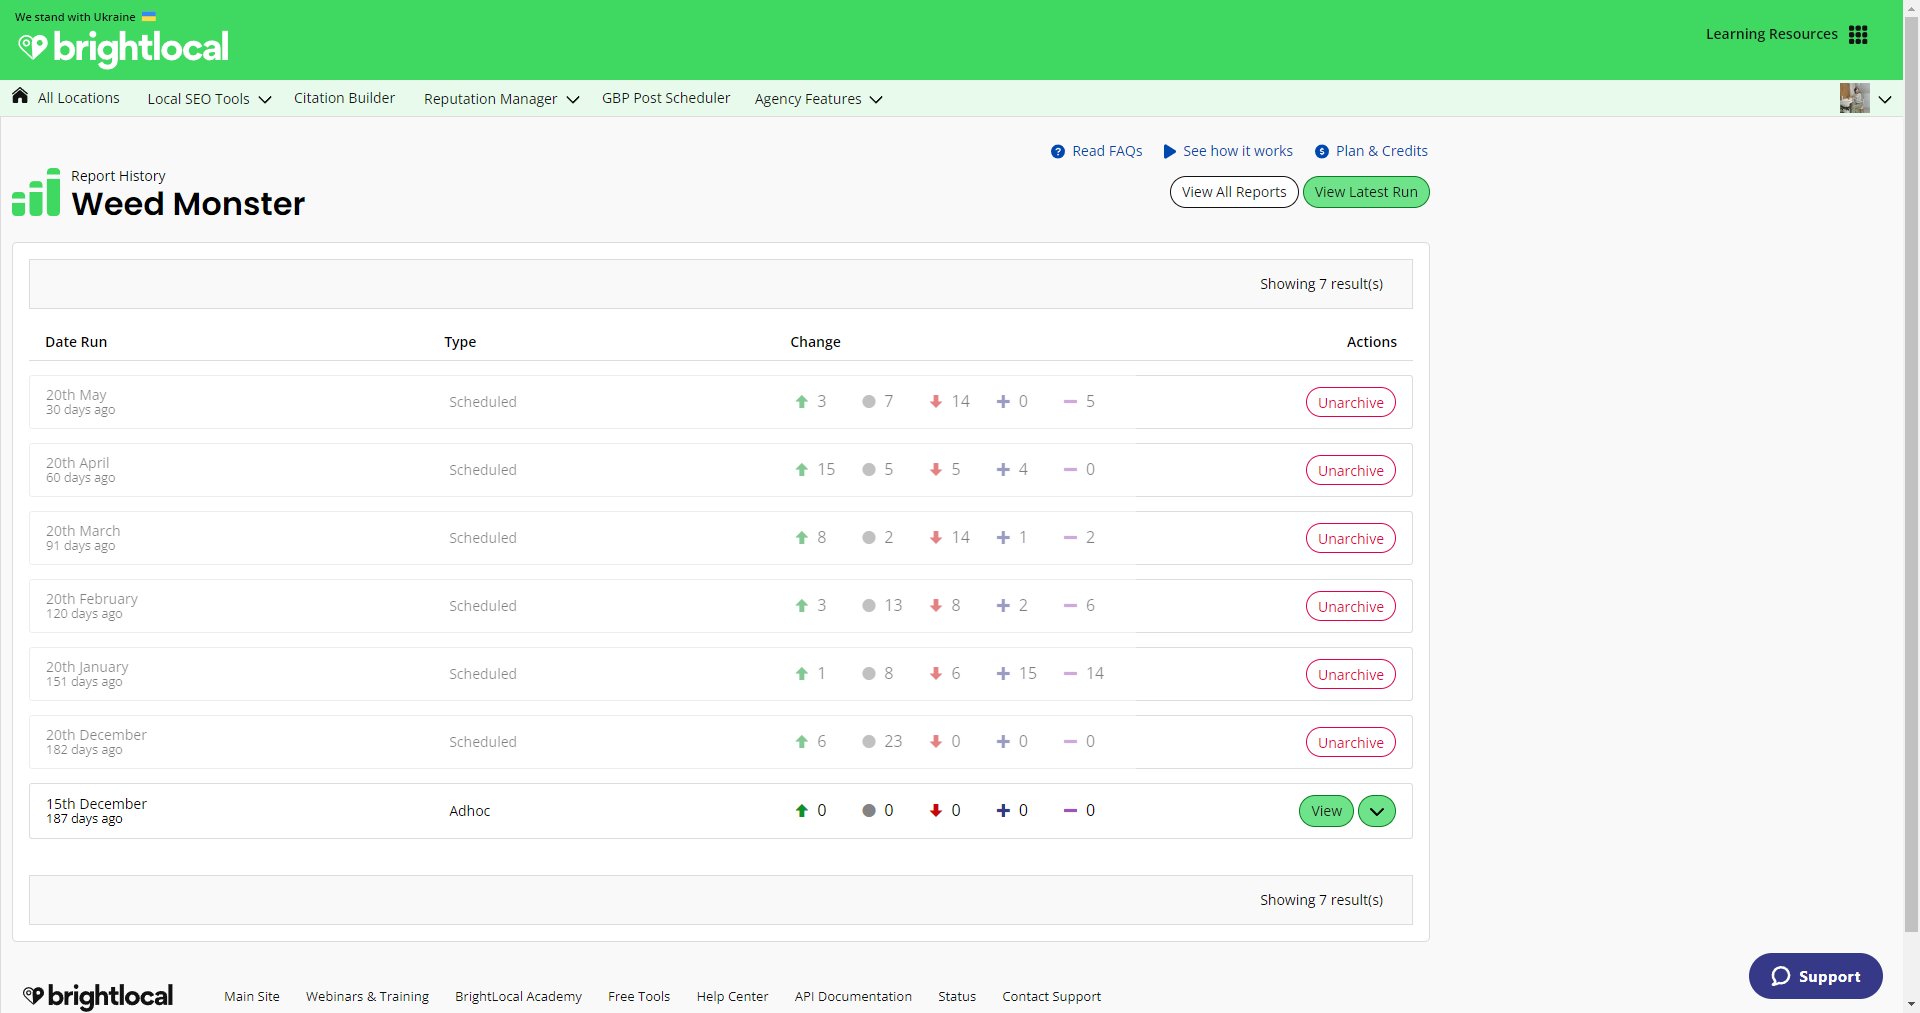 We stand with Ukraine
brightlocal
Learning Resources
All Locations Local SEO Tools Citation Builder Reputation Manager GBP Post Scheduler Agency Features
Read FAQs See how it works Plan & Credits
Report History
Weed Monster
View All Reports View Latest Run
Showing 7 result(s)
Date Run Type Change Actions
20th May
30 days ago
Scheduled 3 7 14 0 5 Unarchive
20th April
60 days ago
Scheduled 15 5 5 4 0 Unarchive
20th March
91 days ago
Scheduled 8 2 14 1 2 Unarchive
20th February
120 days ago
Scheduled 3 13 8 2 6 Unarchive
20th January
151 days ago
Scheduled 1 8 6 15 14 Unarchive
20th December
182 days ago
Scheduled 6 23 0 0 0 Unarchive
15th December
187 days ago
Adhoc 0 0 0 0 0 View
Showing 7 result(s)
brightlocal Main Site Webinars & Training BrightLocal Academy Free Tools Help Center API Documentation Status Contact Support
Support